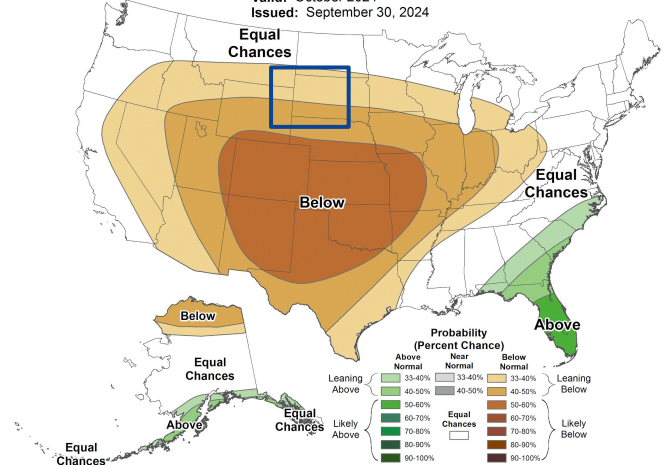 Valid: October 2024
Issued: September 30, 2024
Equal
Chances
Equal
Chances
Below
Below
Above
Equal
Chances
Above
Equal
Chances
Equal
Chances
Probability
(Percent Chance)
Above Normal
Near Normal
Below Normal
Leaning Above
33-40%
33-40%
33-40%
Leaning Below
40-50%
40-50%
40-50%
Likely Above
50-60%
Equal Chances
50-60%
Likely Below
60-70%
60-70%
70-80%
70-80%
80-90%
80-90%
90-100%
90-100%